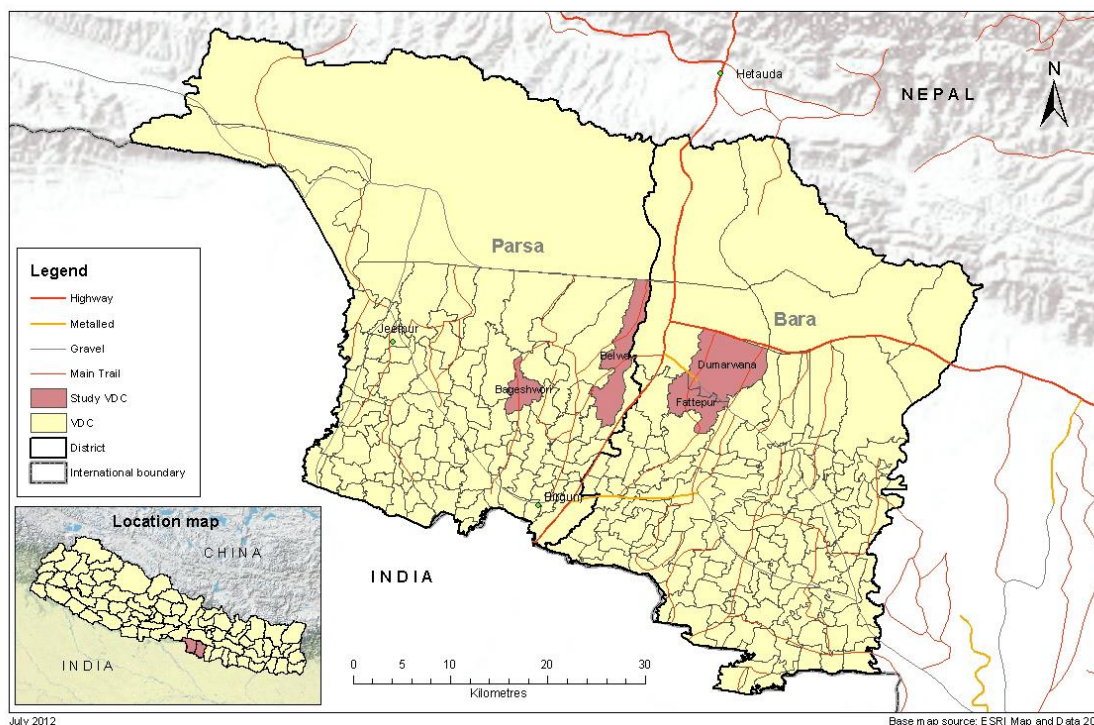 Hetauda
N
NEPAL
Parsa
Legend
Highway
Metalled
Gravel
Main Trail
Study VDC
VDC
District
International boundary
Bara
Jeetpur
Belwa
Dumarwana
Bageshwori
Fattepur
Birgunj
Location map
CHINA
INDIA
INDIA
0 5 10 20 30
Kilometres
July 2012
Base map source: ESRI Map and Data 20